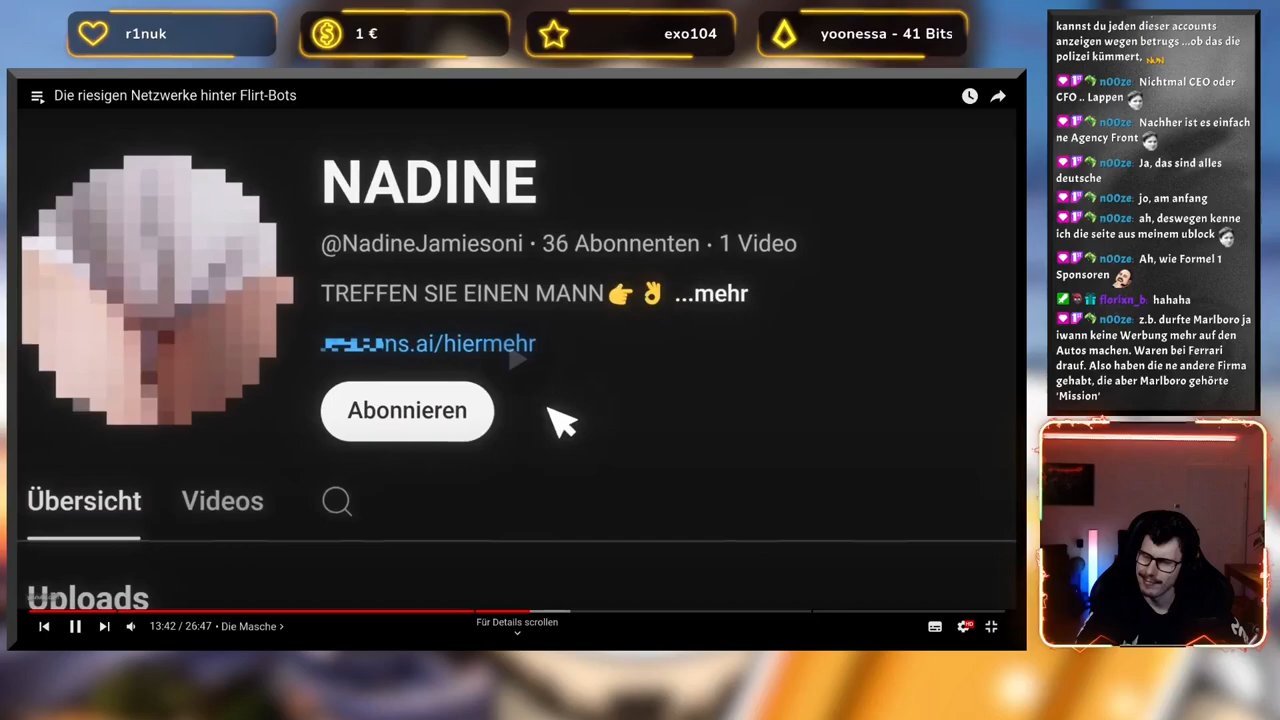 r1nuk
1 €
exo104
yoonessa - 41 Bits
Die riesigen Netzwerke hinter Flirt-Bots
NADINE
@NadineJamiesoni · 36 Abonnenten · 1 Video
TREFFEN SIE EINEN MANN👉👌 ...mehr
ns.ai/hiermehr
Abonnieren
Übersicht Videos
Uploads
Für Details scrollen
13:42 / 26:47 • Die Masche >
HD
kannst du jeden dieser accounts
anzeigen wegen betrugs ...ob das die
polizei kümmert,
n00ze: Nichtmal CEO oder
CFO .. Lappen
n00ze: Nachher ist es einfach
ne Agency Front
n00ze: Ja, das sind alles
deutsche
n00ze: jo, am anfang
n00ze: ah, deswegen kenne
ich die seite aus meinem ublock
n00ze: Ah, wie Formel 1
Sponsoren
florixn_b: hahaha
n00ze: z.b. durfte Marlboro ja
iwann keine Werbung mehr auf den
Autos machen. Waren bei Ferrari
drauf. Also haben die ne andere Firma
gehabt, die aber Marlboro gehörte
'Mission'